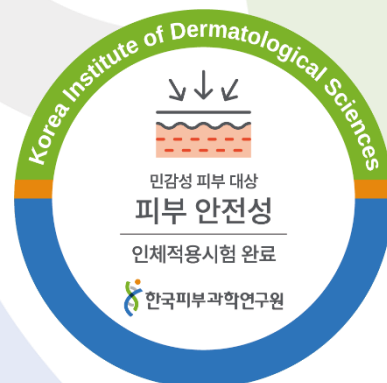 Korea Institute of Dermatological Sciences
민감성 피부 대상
피부 안전성
인체적용시험 완료
한국피부과학연구원